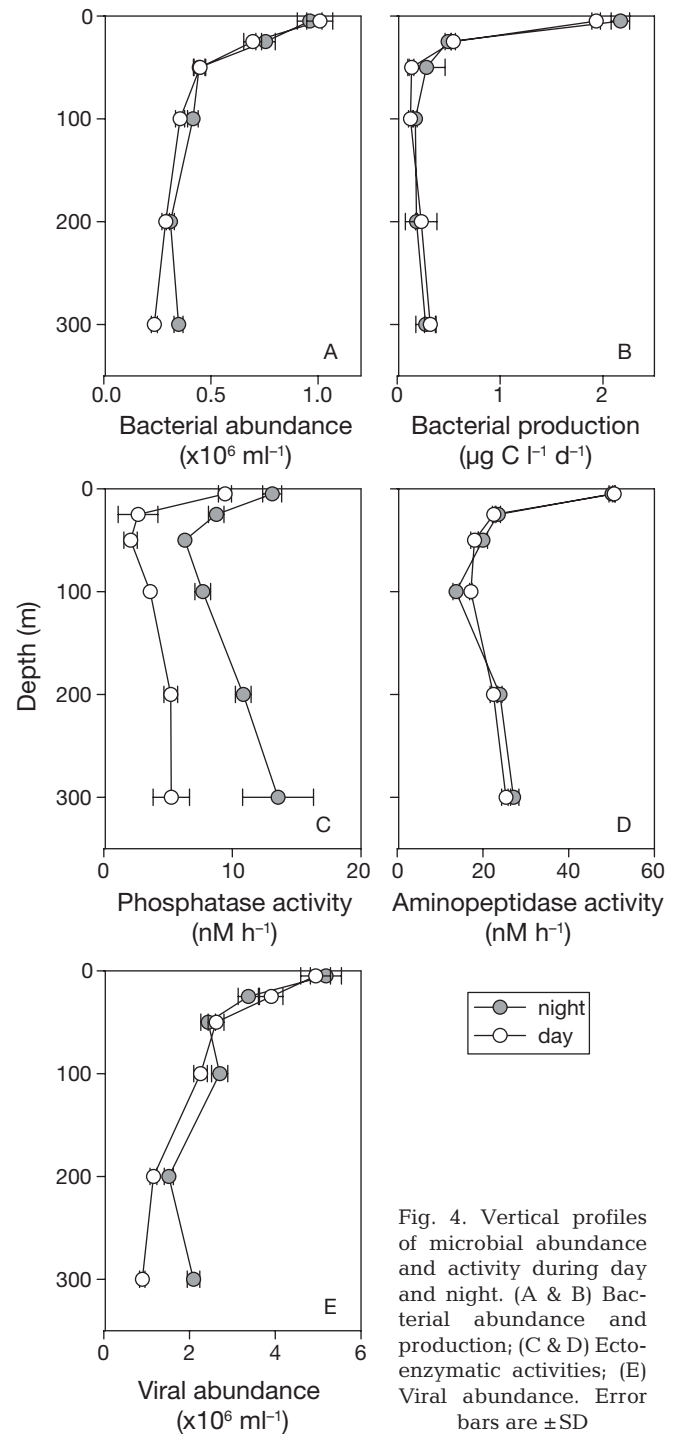 0
100
200
300
A
0.0
0.5
1.0
Bacterial abundance
(x10⁶ ml⁻¹)
B
0
1
2
Bacterial production
(µg C l⁻¹ d⁻¹)
Depth (m)
0
100
200
300
C
0
10
20
Phosphatase activity
(nM h⁻¹)
D
0
20
40
60
Aminopeptidase activity
(nM h⁻¹)
0
100
200
300
E
0
2
4
6
Viral abundance
(x10⁶ ml⁻¹)
night
day
Fig. 4. Vertical profiles
of microbial abundance
and activity during day
and night. (A & B) Bac-
terial abundance and
production; (C & D) Ecto-
enzymatic activities; (E)
Viral abundance. Error
bars are ±SD